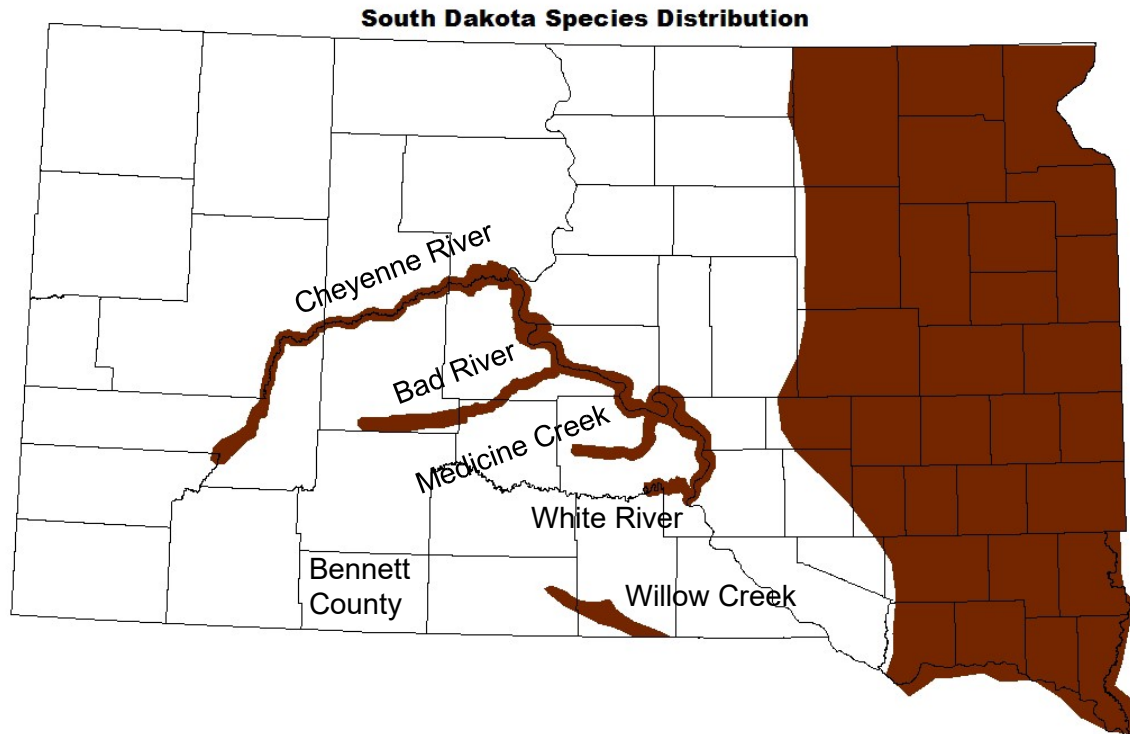 South Dakota Species Distribution
Cheyenne River
Bad River
Medicine Creek
White River
Bennett
County
Willow Creek